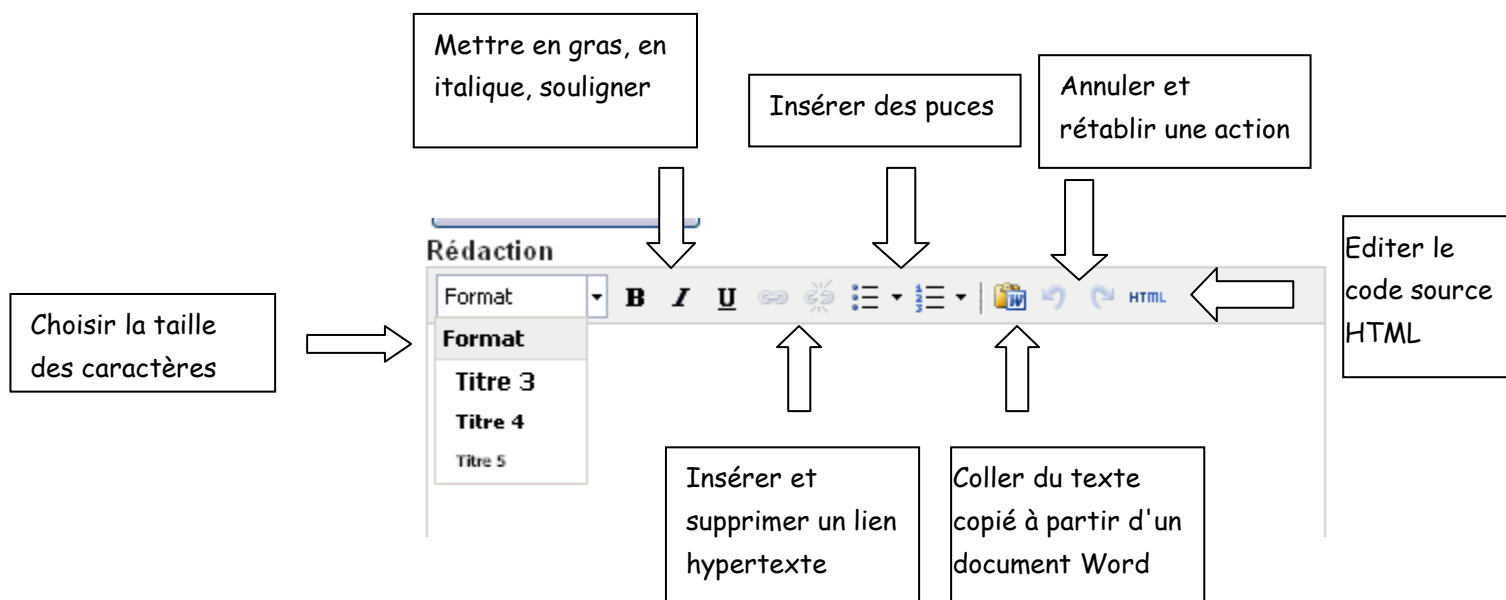 Mettre en gras, en
italique, souligner
Insérer des puces
Annuler et
rétablir une action
Rédaction
Format
B I U
HTML
Editer le
code source
HTML
Choisir la taille
des caractères
Format
Titre 3
Titre 4
Titre 5
Insérer et
supprimer un lien
hypertexte
Coller du texte
copié à partir d'un
document Word